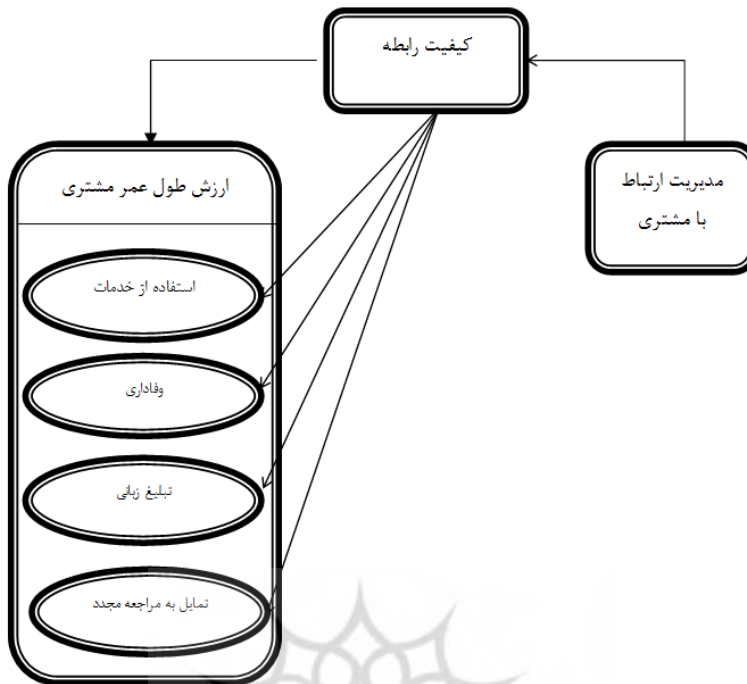 کیفیت رابطه
مدیریت ارتباط
با مشتری
ارزش طول عمر مشتری
استفاده از خدمات
وفاداری
تبلیغ زبانی
تمایل به مراجعه مجدد